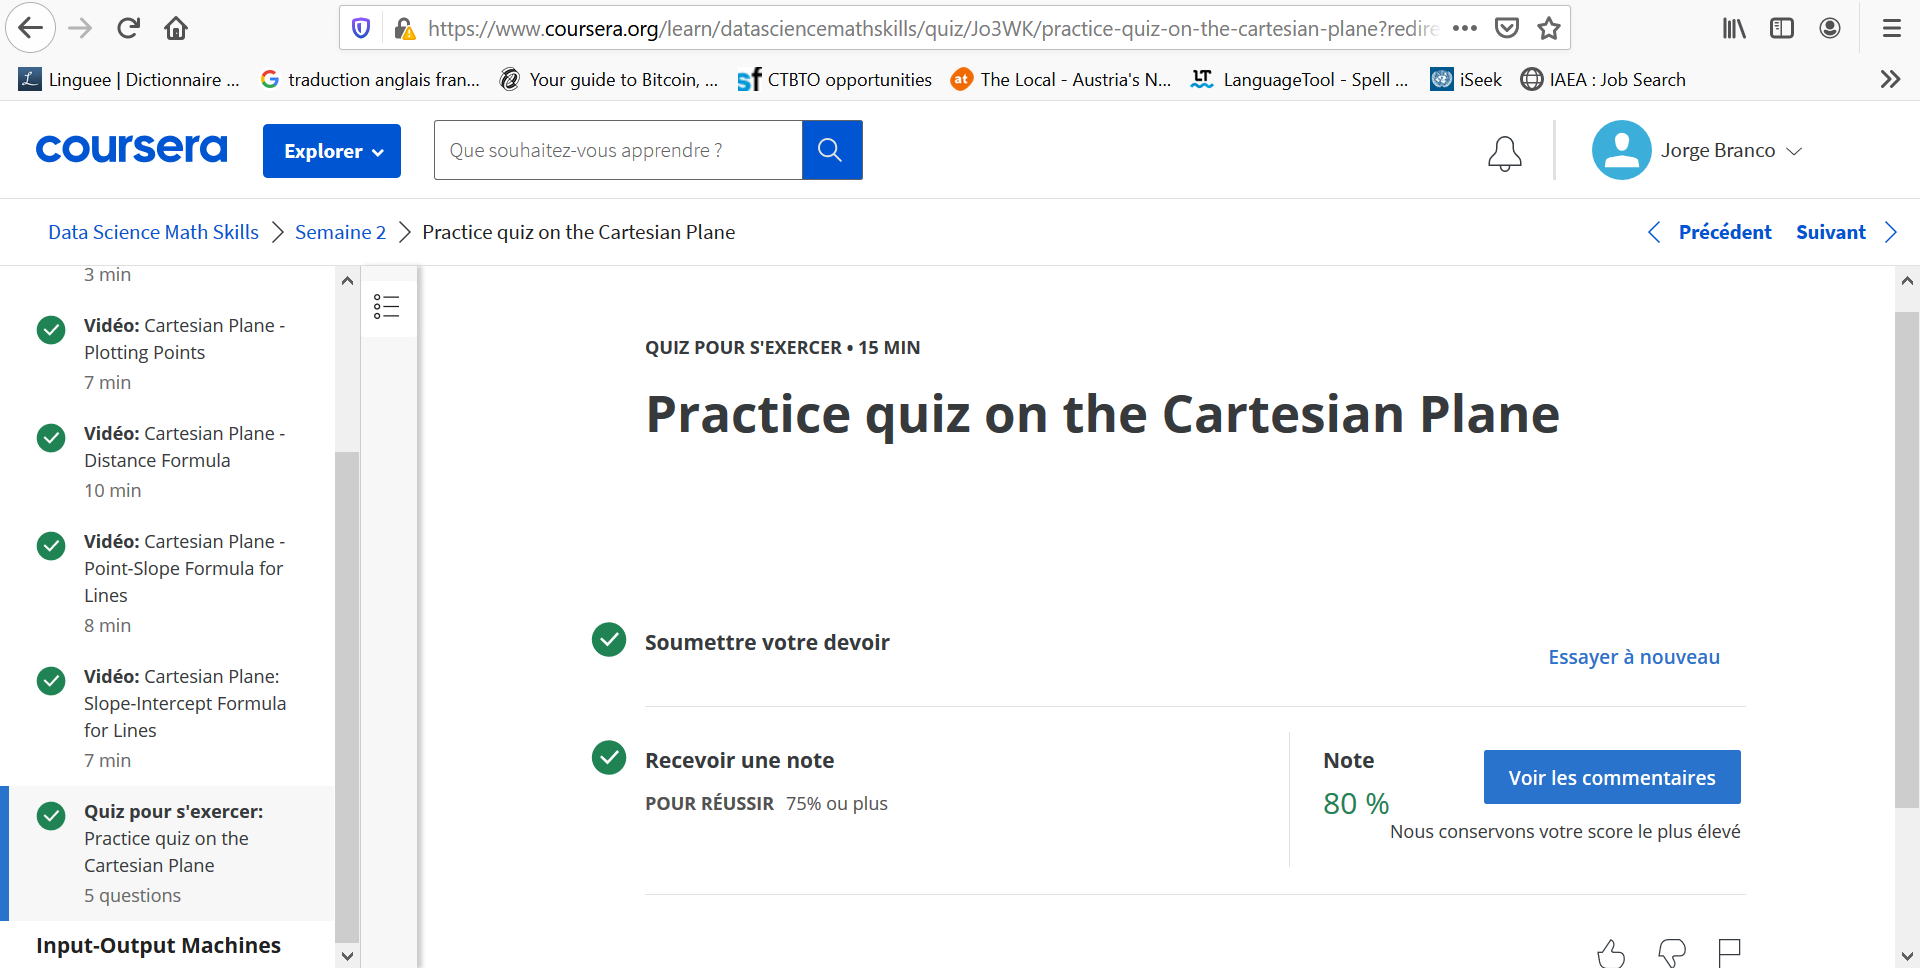 https://www.coursera.org/learn/datasciencemathskills/quiz/Jo3WK/practice-quiz-on-the-cartesian-plane?redire
Linguee | Dictionnaire ...
traduction anglais fran...
Your guide to Bitcoin, ...
CTBTO opportunities
The Local - Austria's N...
LanguageTool - Spell ...
iSeek
IAEA : Job Search
coursera
Explorer
Que souhaitez-vous apprendre ?
Jorge Branco
Data Science Math Skills
Semaine 2
Practice quiz on the Cartesian Plane
Précédent
Suivant
3 min
Vidéo: Cartesian Plane -
Plotting Points
7 min
Vidéo: Cartesian Plane -
Distance Formula
10 min
Vidéo: Cartesian Plane -
Point-Slope Formula for
Lines
8 min
Vidéo: Cartesian Plane:
Slope-Intercept Formula
for Lines
7 min
Quiz pour s'exercer:
Practice quiz on the
Cartesian Plane
5 questions
Input-Output Machines
QUIZ POUR S'EXERCER • 15 MIN
Practice quiz on the Cartesian Plane
Soumettre votre devoir
Essayer à nouveau
Recevoir une note
POUR RÉUSSIR 75% ou plus
Note
80 %
Voir les commentaires
Nous conservons votre score le plus élevé